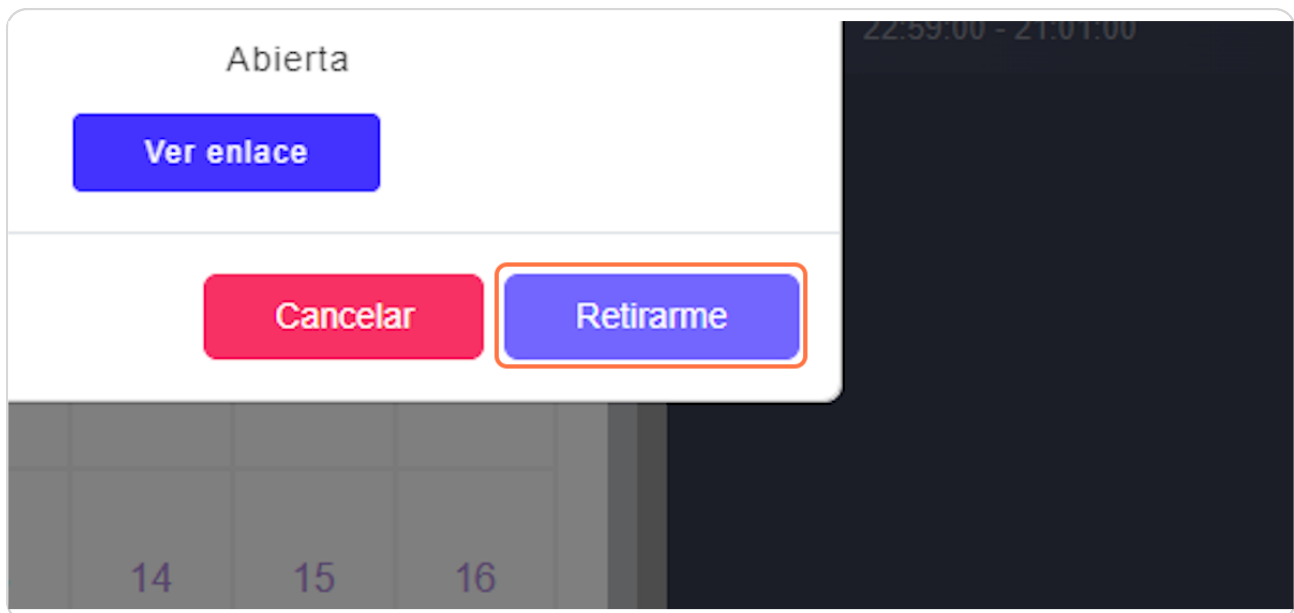 22:59:00 - 21:01:00
Abierta
Ver enlace
Cancelar Retirarme
14 15 16